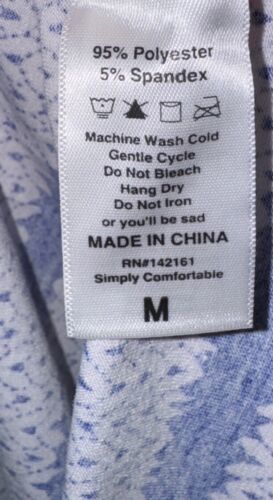 95% Polyester
5% Spandex
Machine Wash Cold
Gentle Cycle
Do Not Bleach
Hang Dry
Do Not Iron
or you'll be sad
MADE IN CHINA
RN#142161
Simply Comfortable
M